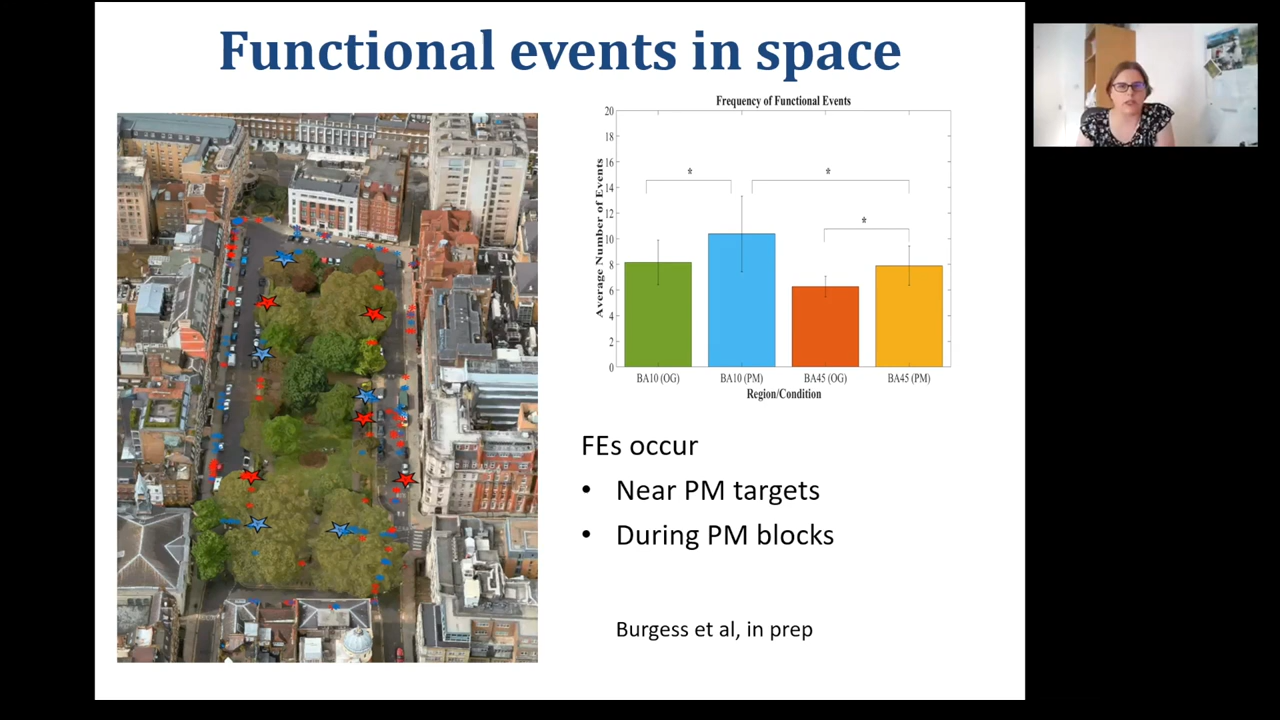 Functional events in space
Frequency of Functional Events
20
18
16
14
12
10
8
6
4
2
0
Average Number of Events
*
*
*
BA10 (OG)
BA10 (PM)
BA45 (OG)
BA45 (PM)
Region/Condition
FEs occur
• Near PM targets
• During PM blocks
Burgess et al, in prep